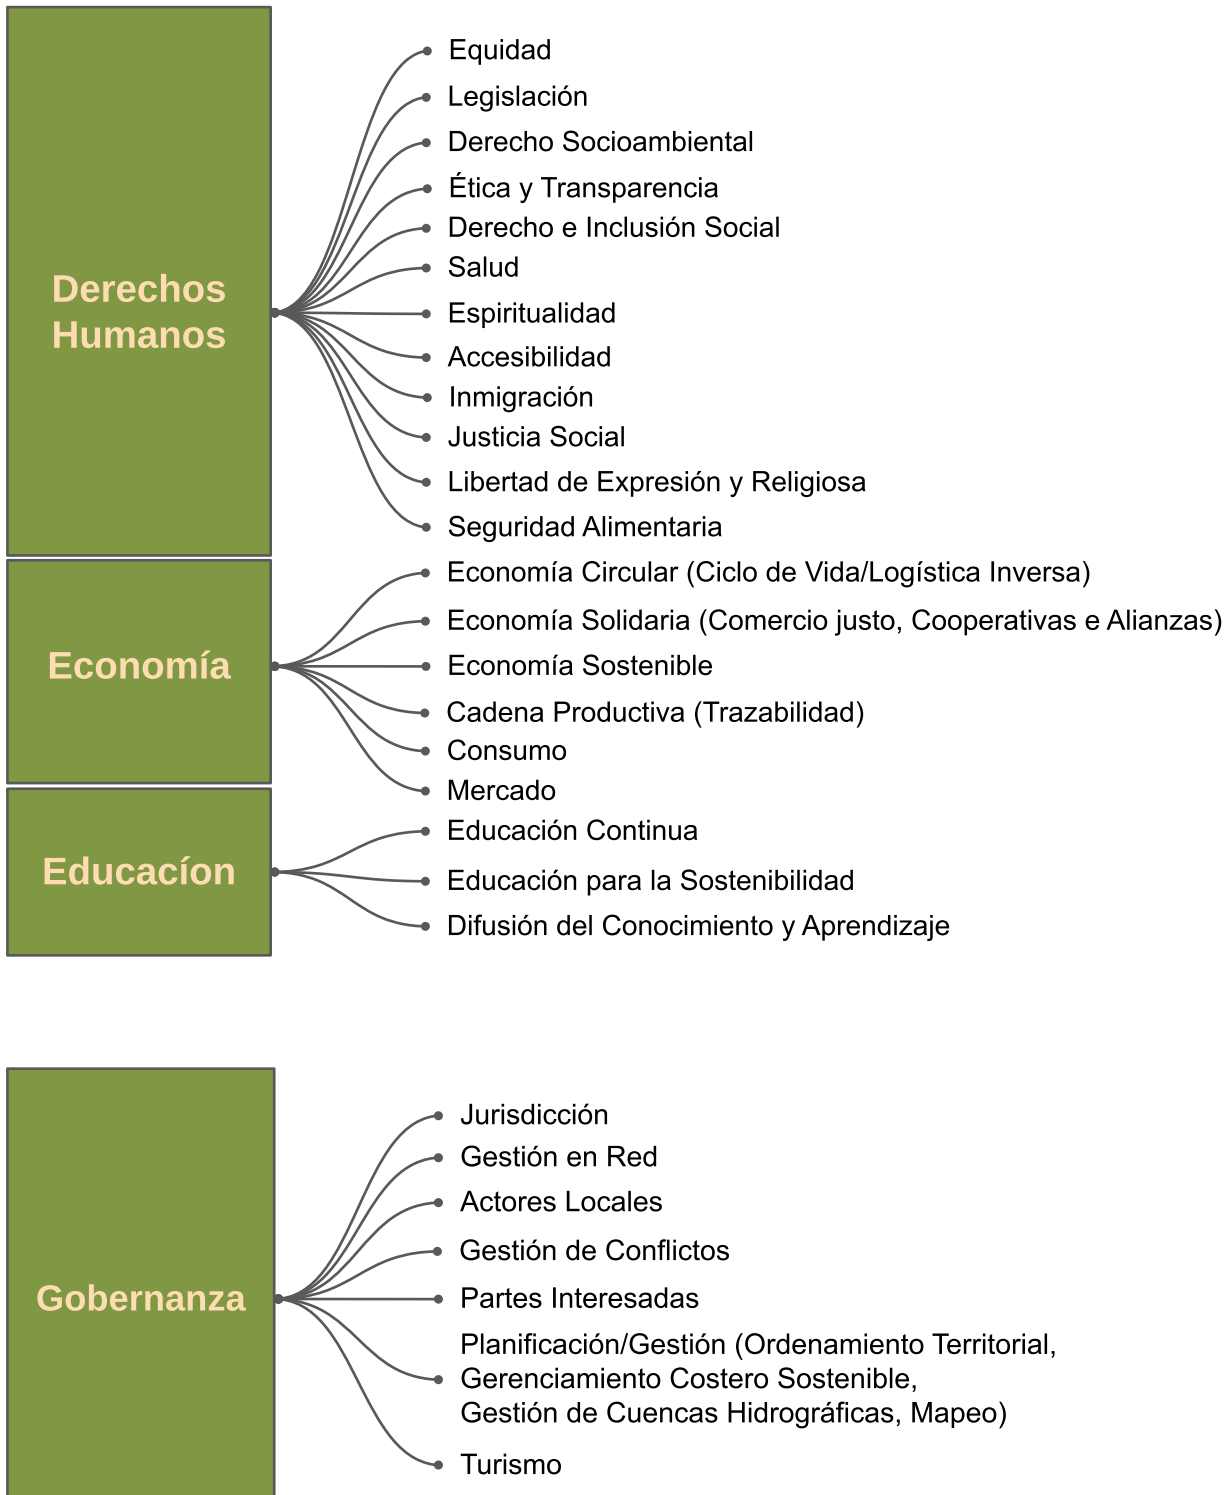 Derechos
Humanos
Equidad
Legislación
Derecho Socioambiental
Ética y Transparencia
Derecho e Inclusión Social
Salud
Espiritualidad
Accesibilidad
Inmigración
Justicia Social
Libertad de Expresión y Religiosa
Seguridad Alimentaria
Economía
Economía Circular (Ciclo de Vida/Logística Inversa)
Economía Solidaria (Comercio justo, Cooperativas e Alianzas)
Economía Sostenible
Cadena Productiva (Trazabilidad)
Consumo
Mercado
Educacíon
Educación Continua
Educación para la Sostenibilidad
Difusión del Conocimiento y Aprendizaje
Gobernanza
Jurisdicción
Gestión en Red
Actores Locales
Gestión de Conflictos
Partes Interesadas
Planificación/Gestión (Ordenamiento Territorial,
Gerenciamiento Costero Sostenible,
Gestión de Cuencas Hidrográficas, Mapeo)
Turismo